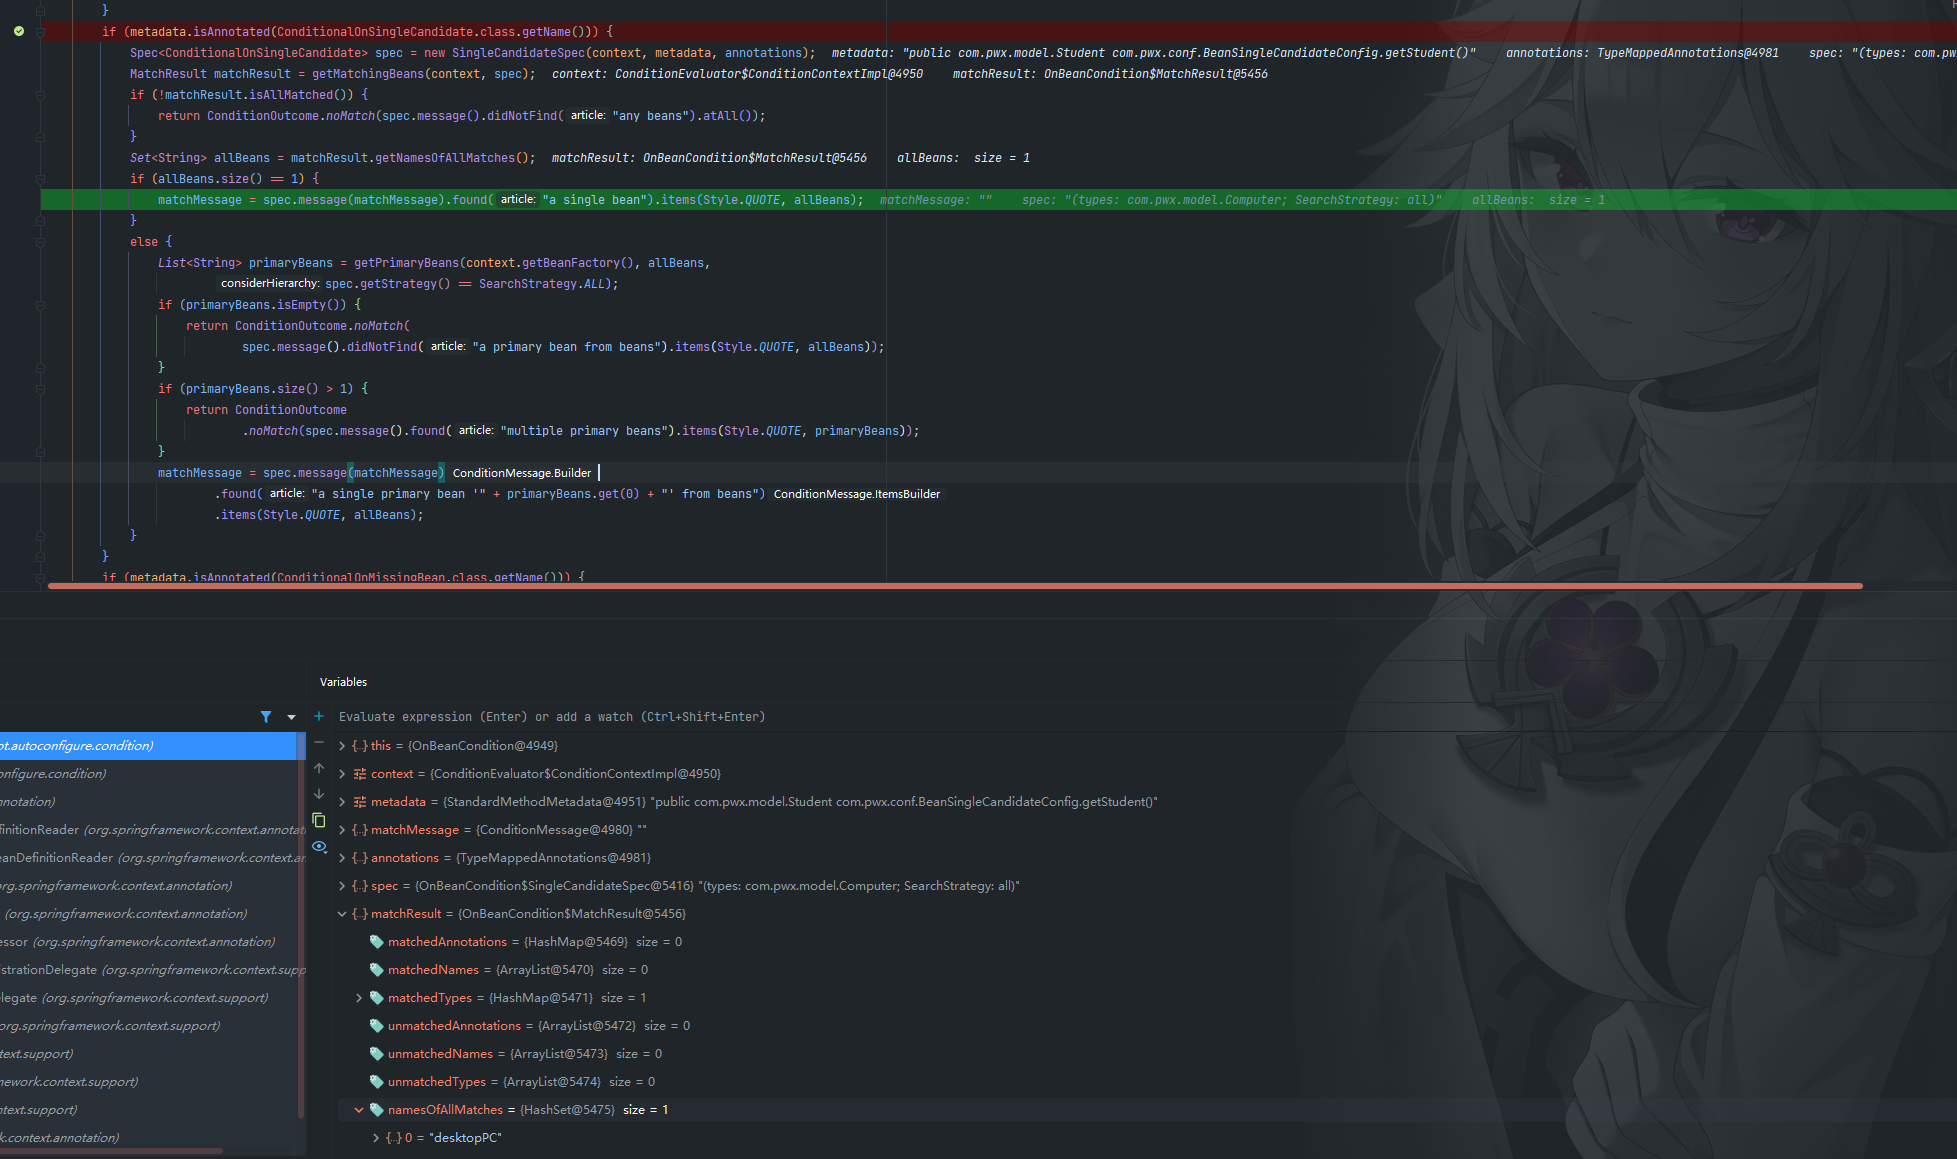 }
if (metadata.isAnnotated(ConditionalOnSingleCandidate.class.getName())) {
Spec<ConditionalOnSingleCandidate> spec = new SingleCandidateSpec(context, metadata, annotations); metadata: "public com.pwx.model.Student com.pwx.conf.BeanSingleCandidateConfig.getStudent()" annotations: TypeMappedAnnotations@4981 spec: "(types: com.pw
MatchResult matchResult = getMatchingBeans(context, spec); context: ConditionEvaluator$ConditionContextImpl@4950 matchResult: OnBeanCondition$MatchResult@5456
if (!matchResult.isAllMatched()) {
return ConditionOutcome.noMatch(spec.message().didNotFind( article: "any beans").atAll());
}
Set<String> allBeans = matchResult.getNamesOfAllMatches(); matchResult: OnBeanCondition$MatchResult@5456 allBeans: size = 1
if (allBeans.size() == 1) {
matchMessage = spec.message(matchMessage).found( article: "a single bean").items(Style.QUOTE, allBeans); matchMessage: "" spec: "(types: com.pwx.model.Computer; SearchStrategy: all)" allBeans: size = 1
}
else {
List<String> primaryBeans = getPrimaryBeans(context.getBeanFactory(), allBeans,
considerHierarchy: spec.getStrategy() == SearchStrategy.ALL);
if (primaryBeans.isEmpty()) {
return ConditionOutcome.noMatch(
spec.message().didNotFind( article: "a primary bean from beans").items(Style.QUOTE, allBeans));
}
if (primaryBeans.size() > 1) {
return ConditionOutcome
.noMatch(spec.message().found( article: "multiple primary beans").items(Style.QUOTE, primaryBeans));
}
matchMessage = spec.message(matchMessage) ConditionMessage.Builder
.found( article: "a single primary bean '" + primaryBeans.get(0) + "' from beans") ConditionMessage.ItemsBuilder
.items(Style.QUOTE, allBeans);
}
}
if (metadata.isAnnotated(ConditionalOnMissingBean.class.getName())) {
Variables
Evaluate expression (Enter) or add a watch (Ctrl+Shift+Enter)
ot.autoconfigure.condition)
onfigure.condition)
nnotation)
finitionReader (org.springframework.context.annotati
eanDefinitionReader (org.springframework.context.an
org.springframework.context.annotation)
(org.springframework.context.annotation)
essor (org.springframework.context.annotation)
istrationDelegate (org.springframework.context.supp
elegate (org.springframework.context.support)
org.springframework.context.support)
text.support)
mework.context.support)
ntext.support)
k.context.annotation)
this = {OnBeanCondition@4949}
context = {ConditionEvaluator$ConditionContextImpl@4950}
metadata = {StandardMethodMetadata@4951} "public com.pwx.model.Student com.pwx.conf.BeanSingleCandidateConfig.getStudent()"
matchMessage = {ConditionMessage@4980} ""
annotations = {TypeMappedAnnotations@4981}
spec = {OnBeanCondition$SingleCandidateSpec@5416} "(types: com.pwx.model.Computer; SearchStrategy: all)"
matchResult = {OnBeanCondition$MatchResult@5456}
matchedAnnotations = {HashMap@5469} size = 0
matchedNames = {ArrayList@5470} size = 0
matchedTypes = {HashMap@5471} size = 1
unmatchedAnnotations = {ArrayList@5472} size = 0
unmatchedNames = {ArrayList@5473} size = 0
unmatchedTypes = {ArrayList@5474} size = 0
namesOfAllMatches = {HashSet@5475} size = 1
0 = "desktopPC"